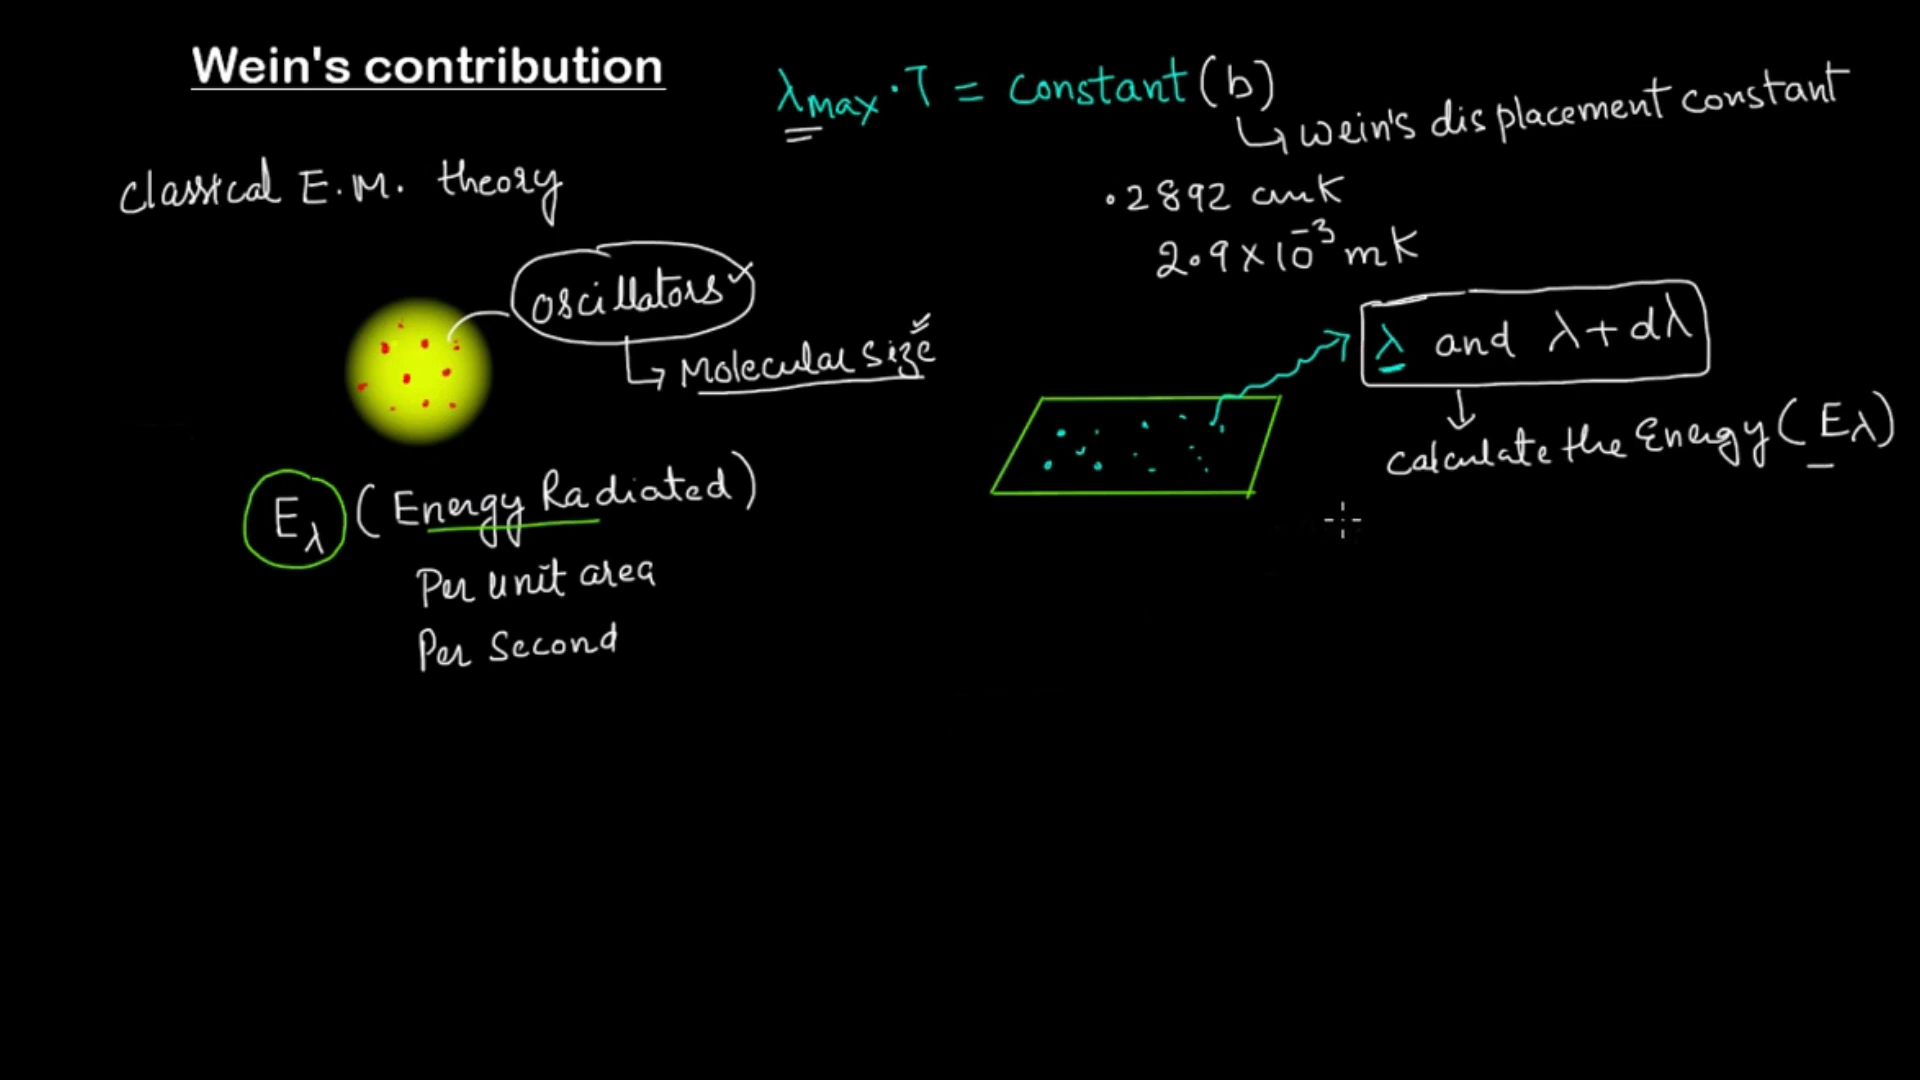 Wein's contribution
λmax · T = constant (b)
↳ wein's displacement constant
classical E.M. theory
.2892 cmK
2.9 × 10⁻³ mK
oscillators ✓
↳ Molecular size
λ and λ + dλ
↓
calculate the Energy (Eλ)
Eλ (Energy Radiated)
Per unit area
Per second